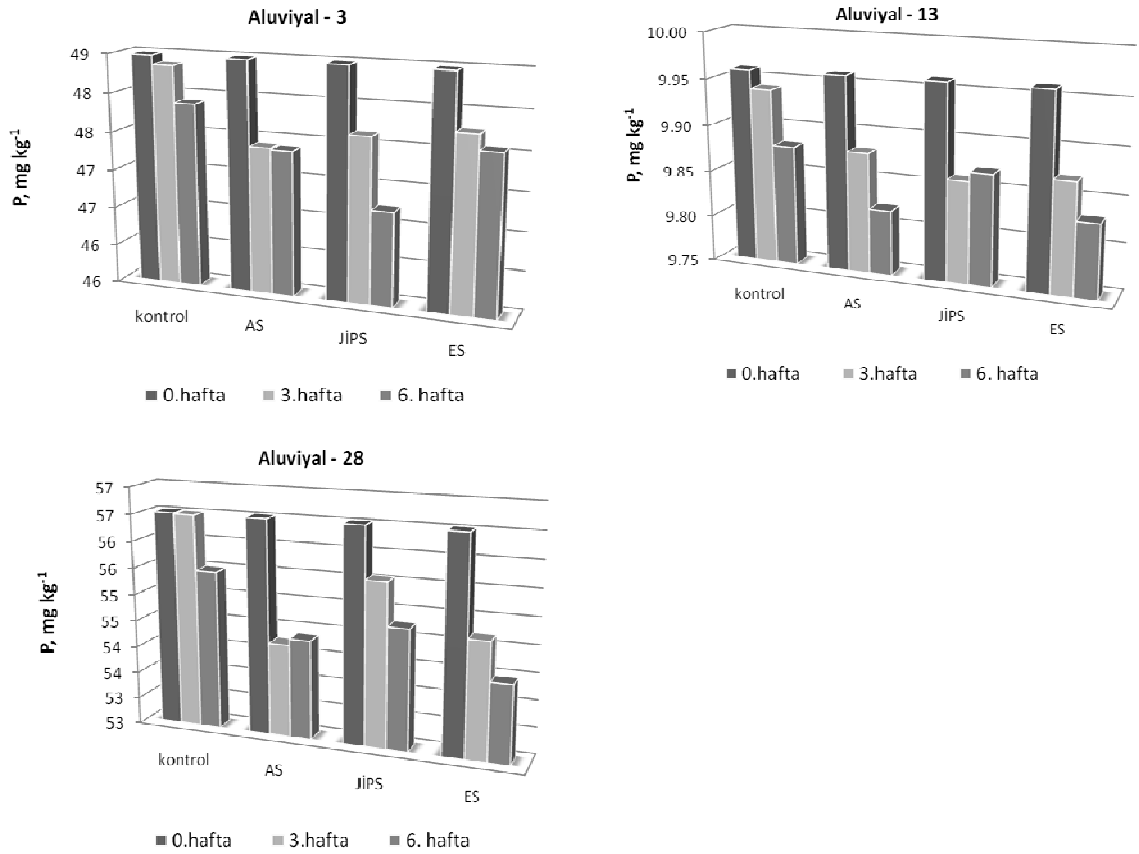 Aluviyal - 3
P, mg kg-1
49
48
48
47
47
46
46
kontrol
AS
JİPS
ES
0.hafta 3.hafta 6. hafta
Aluviyal - 13
P, mg kg-1
10.00
9.95
9.90
9.85
9.80
9.75
kontrol
AS
JİPS
ES
0.hafta 3.hafta 6. hafta
Aluviyal - 28
P, mg kg-1
57
57
56
56
55
55
54
54
53
53
kontrol
AS
JİPS
ES
0.hafta 3.hafta 6. hafta